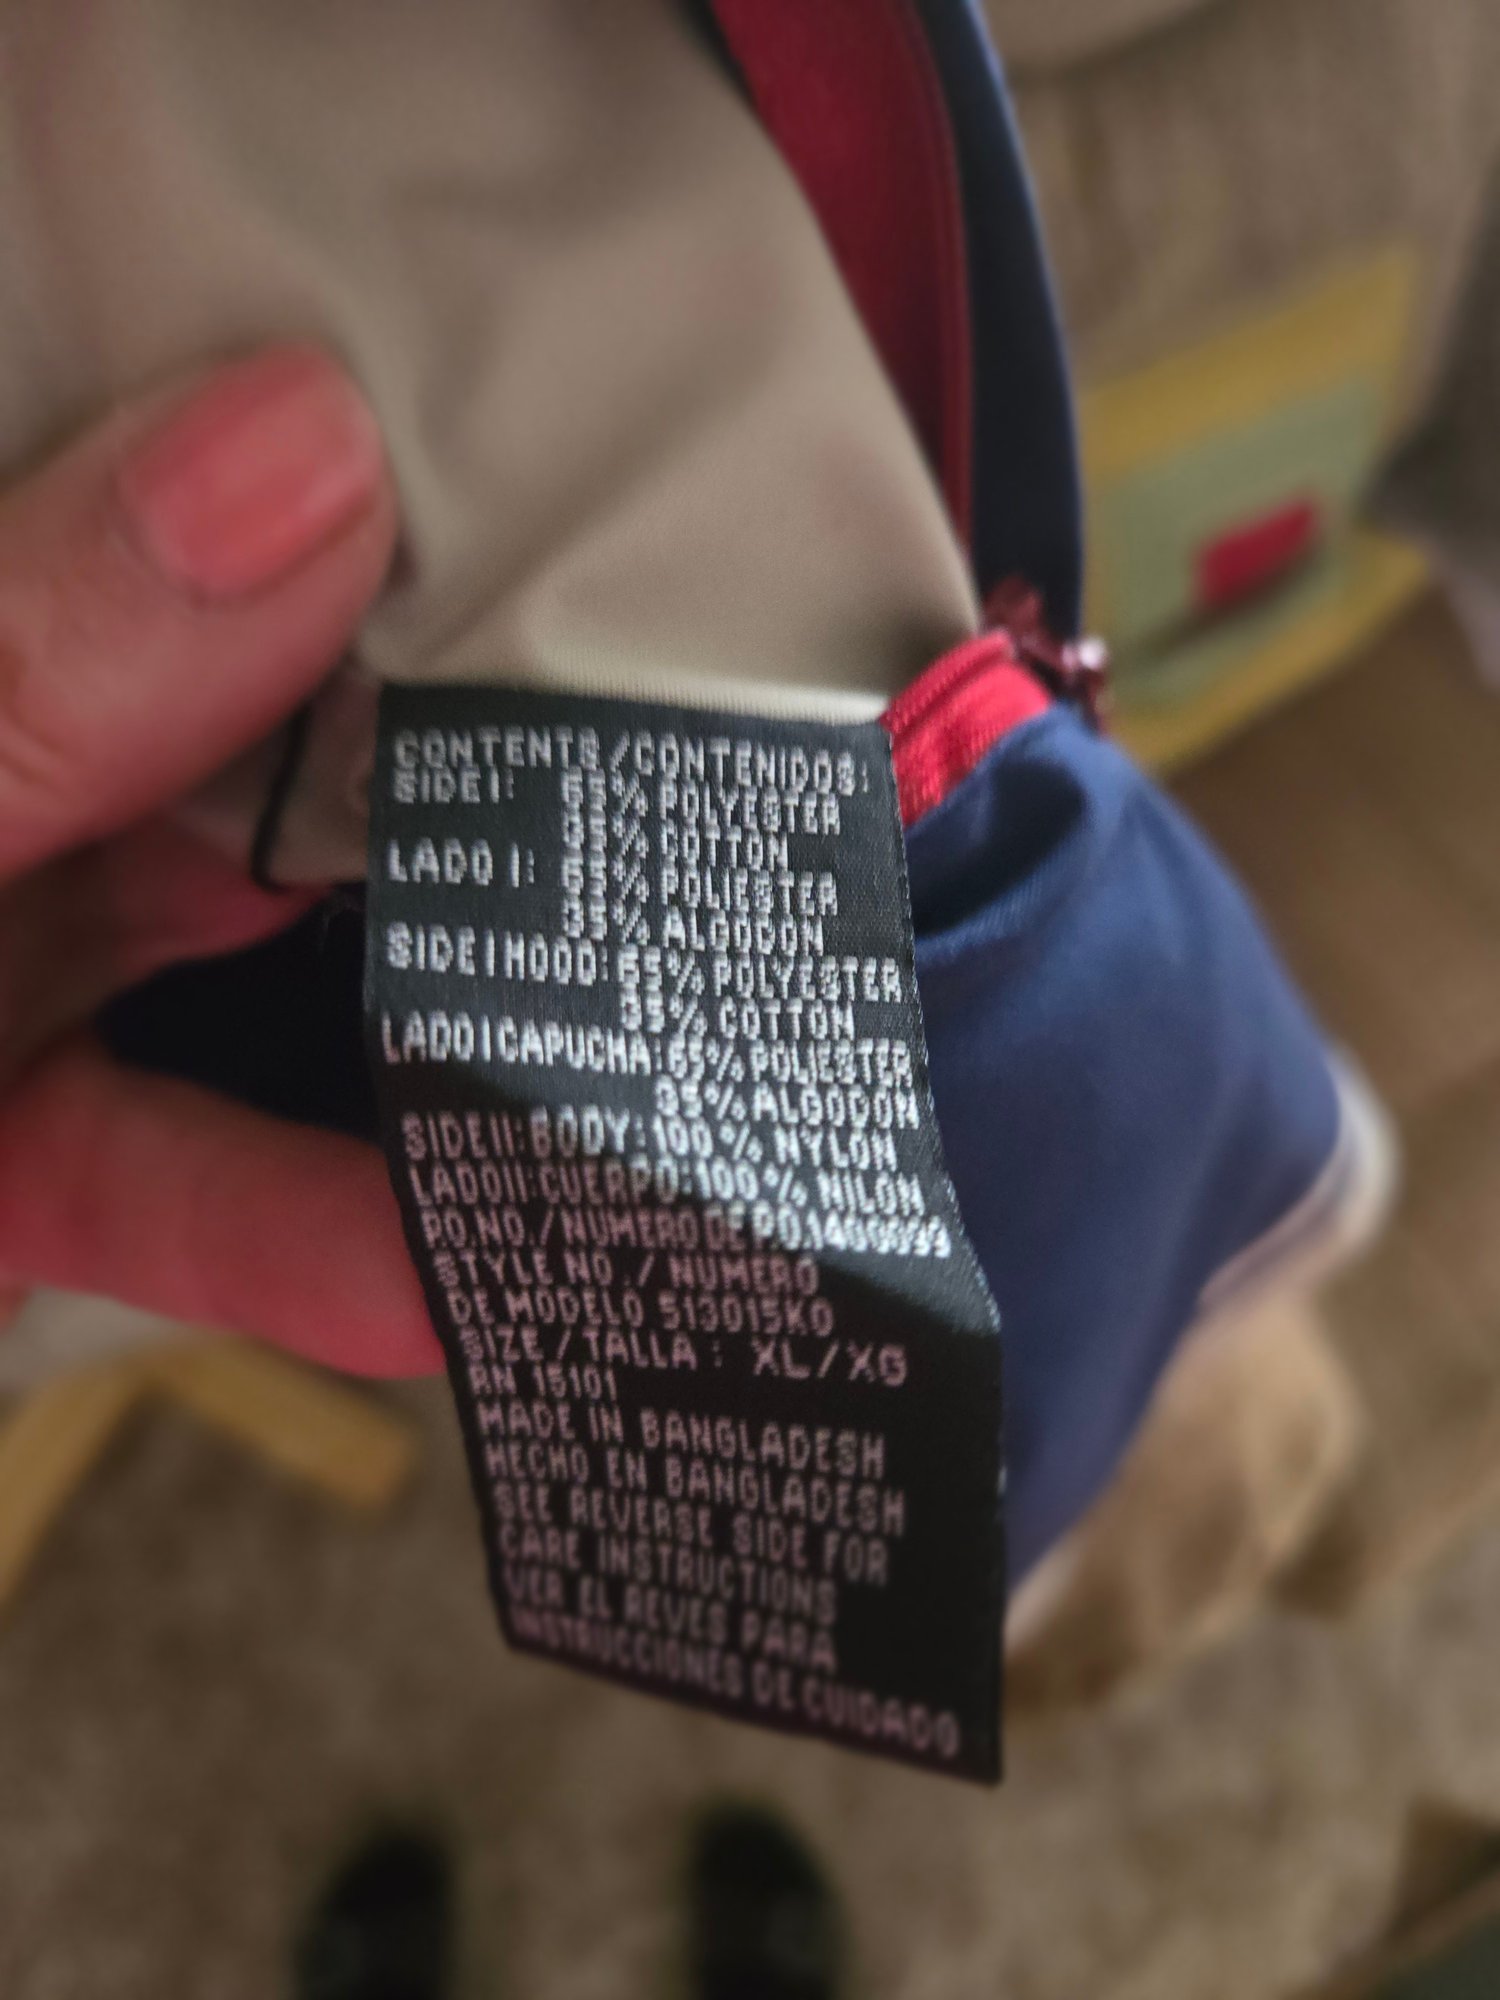 CONTENTS/CONTENIDOS:
SIDE I: 65% POLYESTER
35% COTTON
LADO I: 65% POLIESTER
35% ALGODON
SIDE I HOOD: 65% POLYESTER
35% COTTON
LADO I CAPUCHA: 65% POLIESTER
35% ALGODON
SIDE II: BODY: 100% NYLON
LADO II: CUERPO: 100% NILON
P.O. NO. / NUMERO DE P.O.
STYLE NO. / NUMERO
DE MODELO 513015KO
SIZE / TALLA : XL / XG
RN 15101
MADE IN BANGLADESH
HECHO EN BANGLADESH
SEE REVERSE SIDE FOR
CARE INSTRUCTIONS
VER EL REVES PARA
INSTRUCCIONES DE CUIDADO